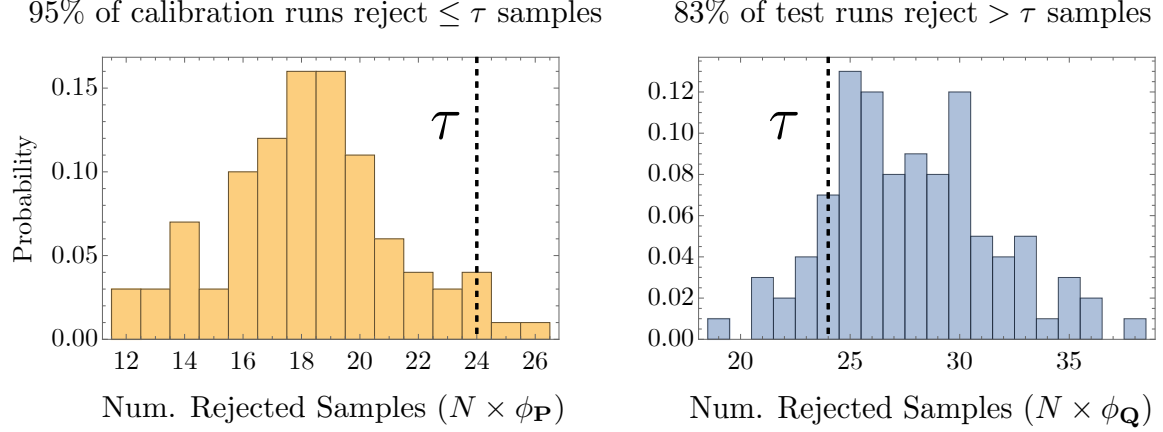 95% of calibration runs reject ≤ τ samples
83% of test runs reject > τ samples
0.15
0.10
0.05
0.00
Probability
τ
12 14 16 18 20 22 24 26
Num. Rejected Samples (N × ϕ_P)
0.12
0.10
0.08
0.06
0.04
0.02
0.00
τ
20 25 30 35
Num. Rejected Samples (N × ϕ_Q)